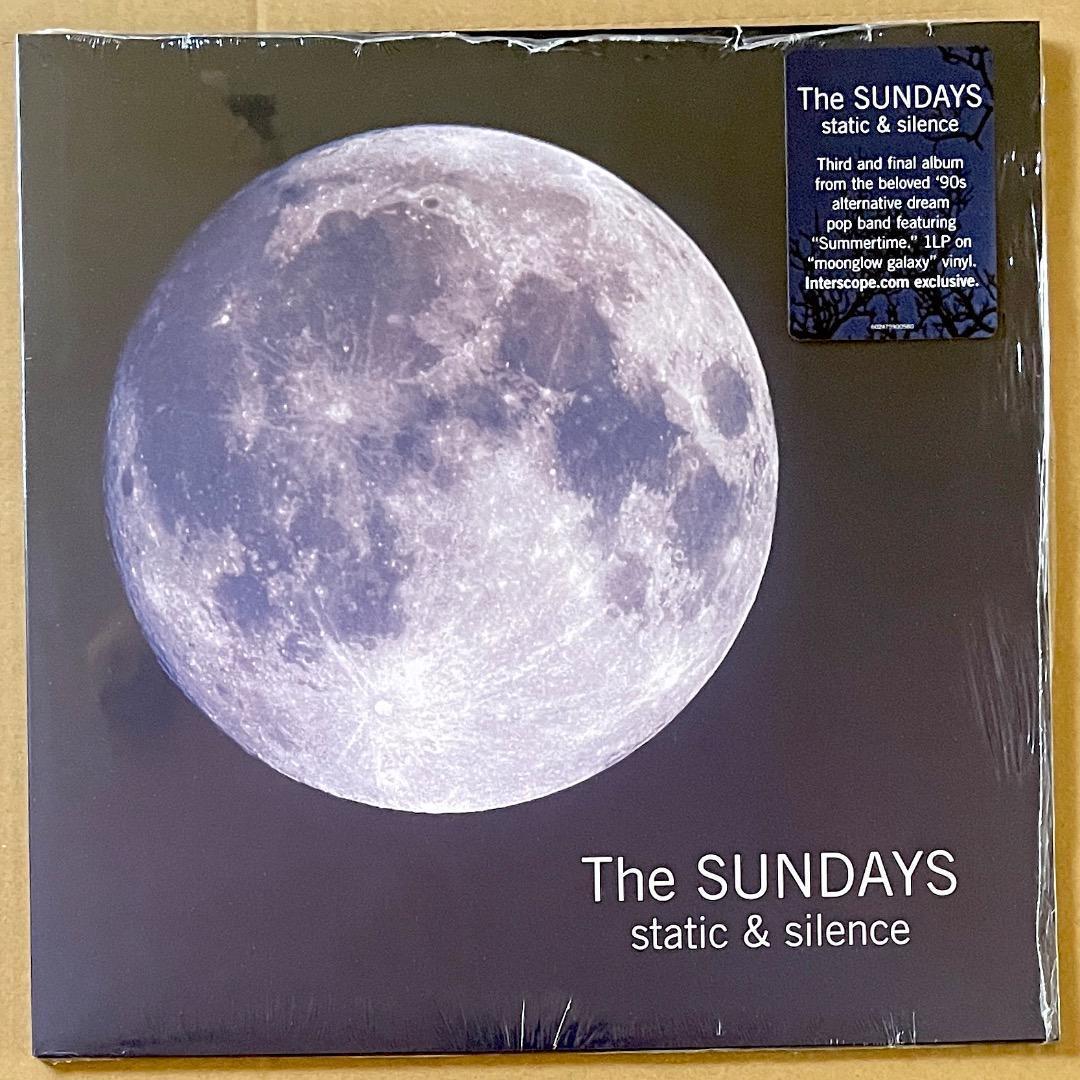 The SUNDAYS
static & silence
Third and final album
from the beloved ‘90s
alternative dream
pop band featuring
“Summertime.” 1LP on
“moonglow galaxy” vinyl.
Interscope.com exclusive.
The SUNDAYS
static & silence